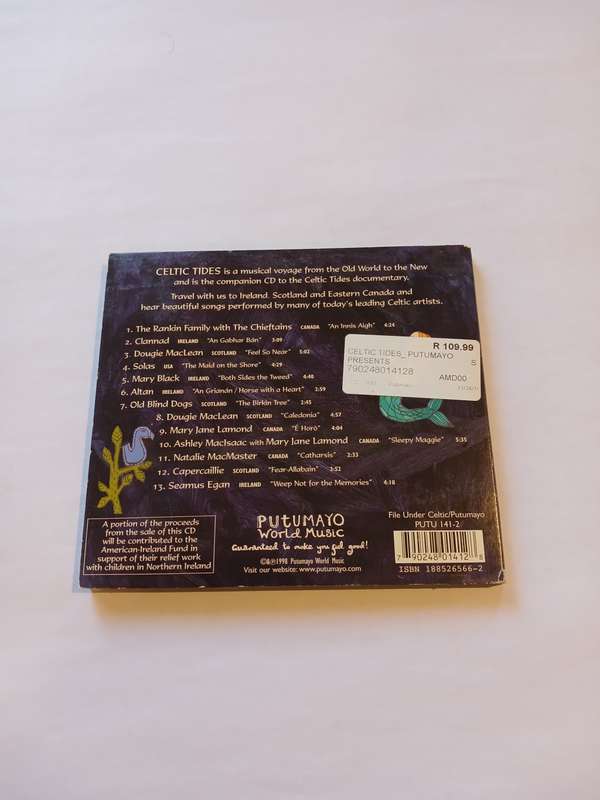 CELTIC TIDES is a musical voyage from the Old World to the New
and is the companion CD to the Celtic Tides documentary.
Travel with us to Ireland, Scotland and Eastern Canada and
hear beautiful songs performed by many of today's leading Celtic artists.
1. The Rankin Family with The Chieftains CANADA "An Innis Aigh" 4:24
2. Clannad IRELAND "An Gabhar Bán" 3:09
3. Dougie MacLean SCOTLAND "Feel So Near" 5:02
4. Solas USA "The Maid on the Shore" 4:29
5. Mary Black IRELAND "Both Sides the Tweed" 4:48
6. Altan IRELAND "An Grianán / Horse with a Heart" 2:59
7. Old Blind Dogs SCOTLAND "The Birkin Tree" 2:45
8. Dougie MacLean SCOTLAND "Caledonia" 4:57
9. Mary Jane Lamond CANADA "É Horò" 4:04
10. Ashley MacIsaac with Mary Jane Lamond CANADA "Sleepy Maggie" 5:35
11. Natalie MacMaster CANADA "Catharsis" 2:33
12. Capercaillie SCOTLAND "Fear-Allabain" 3:52
13. Seamus Egan IRELAND "Weep Not for the Memories" 4:18
R 109.99
CELTIC TIDES_ PUTUMAYO
PRESENTS S
790248014128
AMD00
A portion of the proceeds
from the sale of this CD
will be contributed to the
American-Ireland Fund in
support of their relief work
with children in Northern Ireland
PUTUMAYO
World Music
Guaranteed to make you feel good!
©&℗1998 Putumayo World Music
Visit our website: www.putumayo.com
File Under Celtic/Putumayo
PUTU 141-2
7 90248 01412 8
ISBN 188526566-2